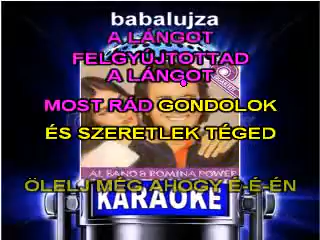 babalujza
A LÁNGOT
FELGYÚJTOTTAD
A LÁNGOT
MOST RÁD GONDOLOK
ÉS SZERETLEK TÉGED
AL BANO & ROMINA POWER
ÖLELJ MÉG AHOGY É-É-ÉN
KARAOKE